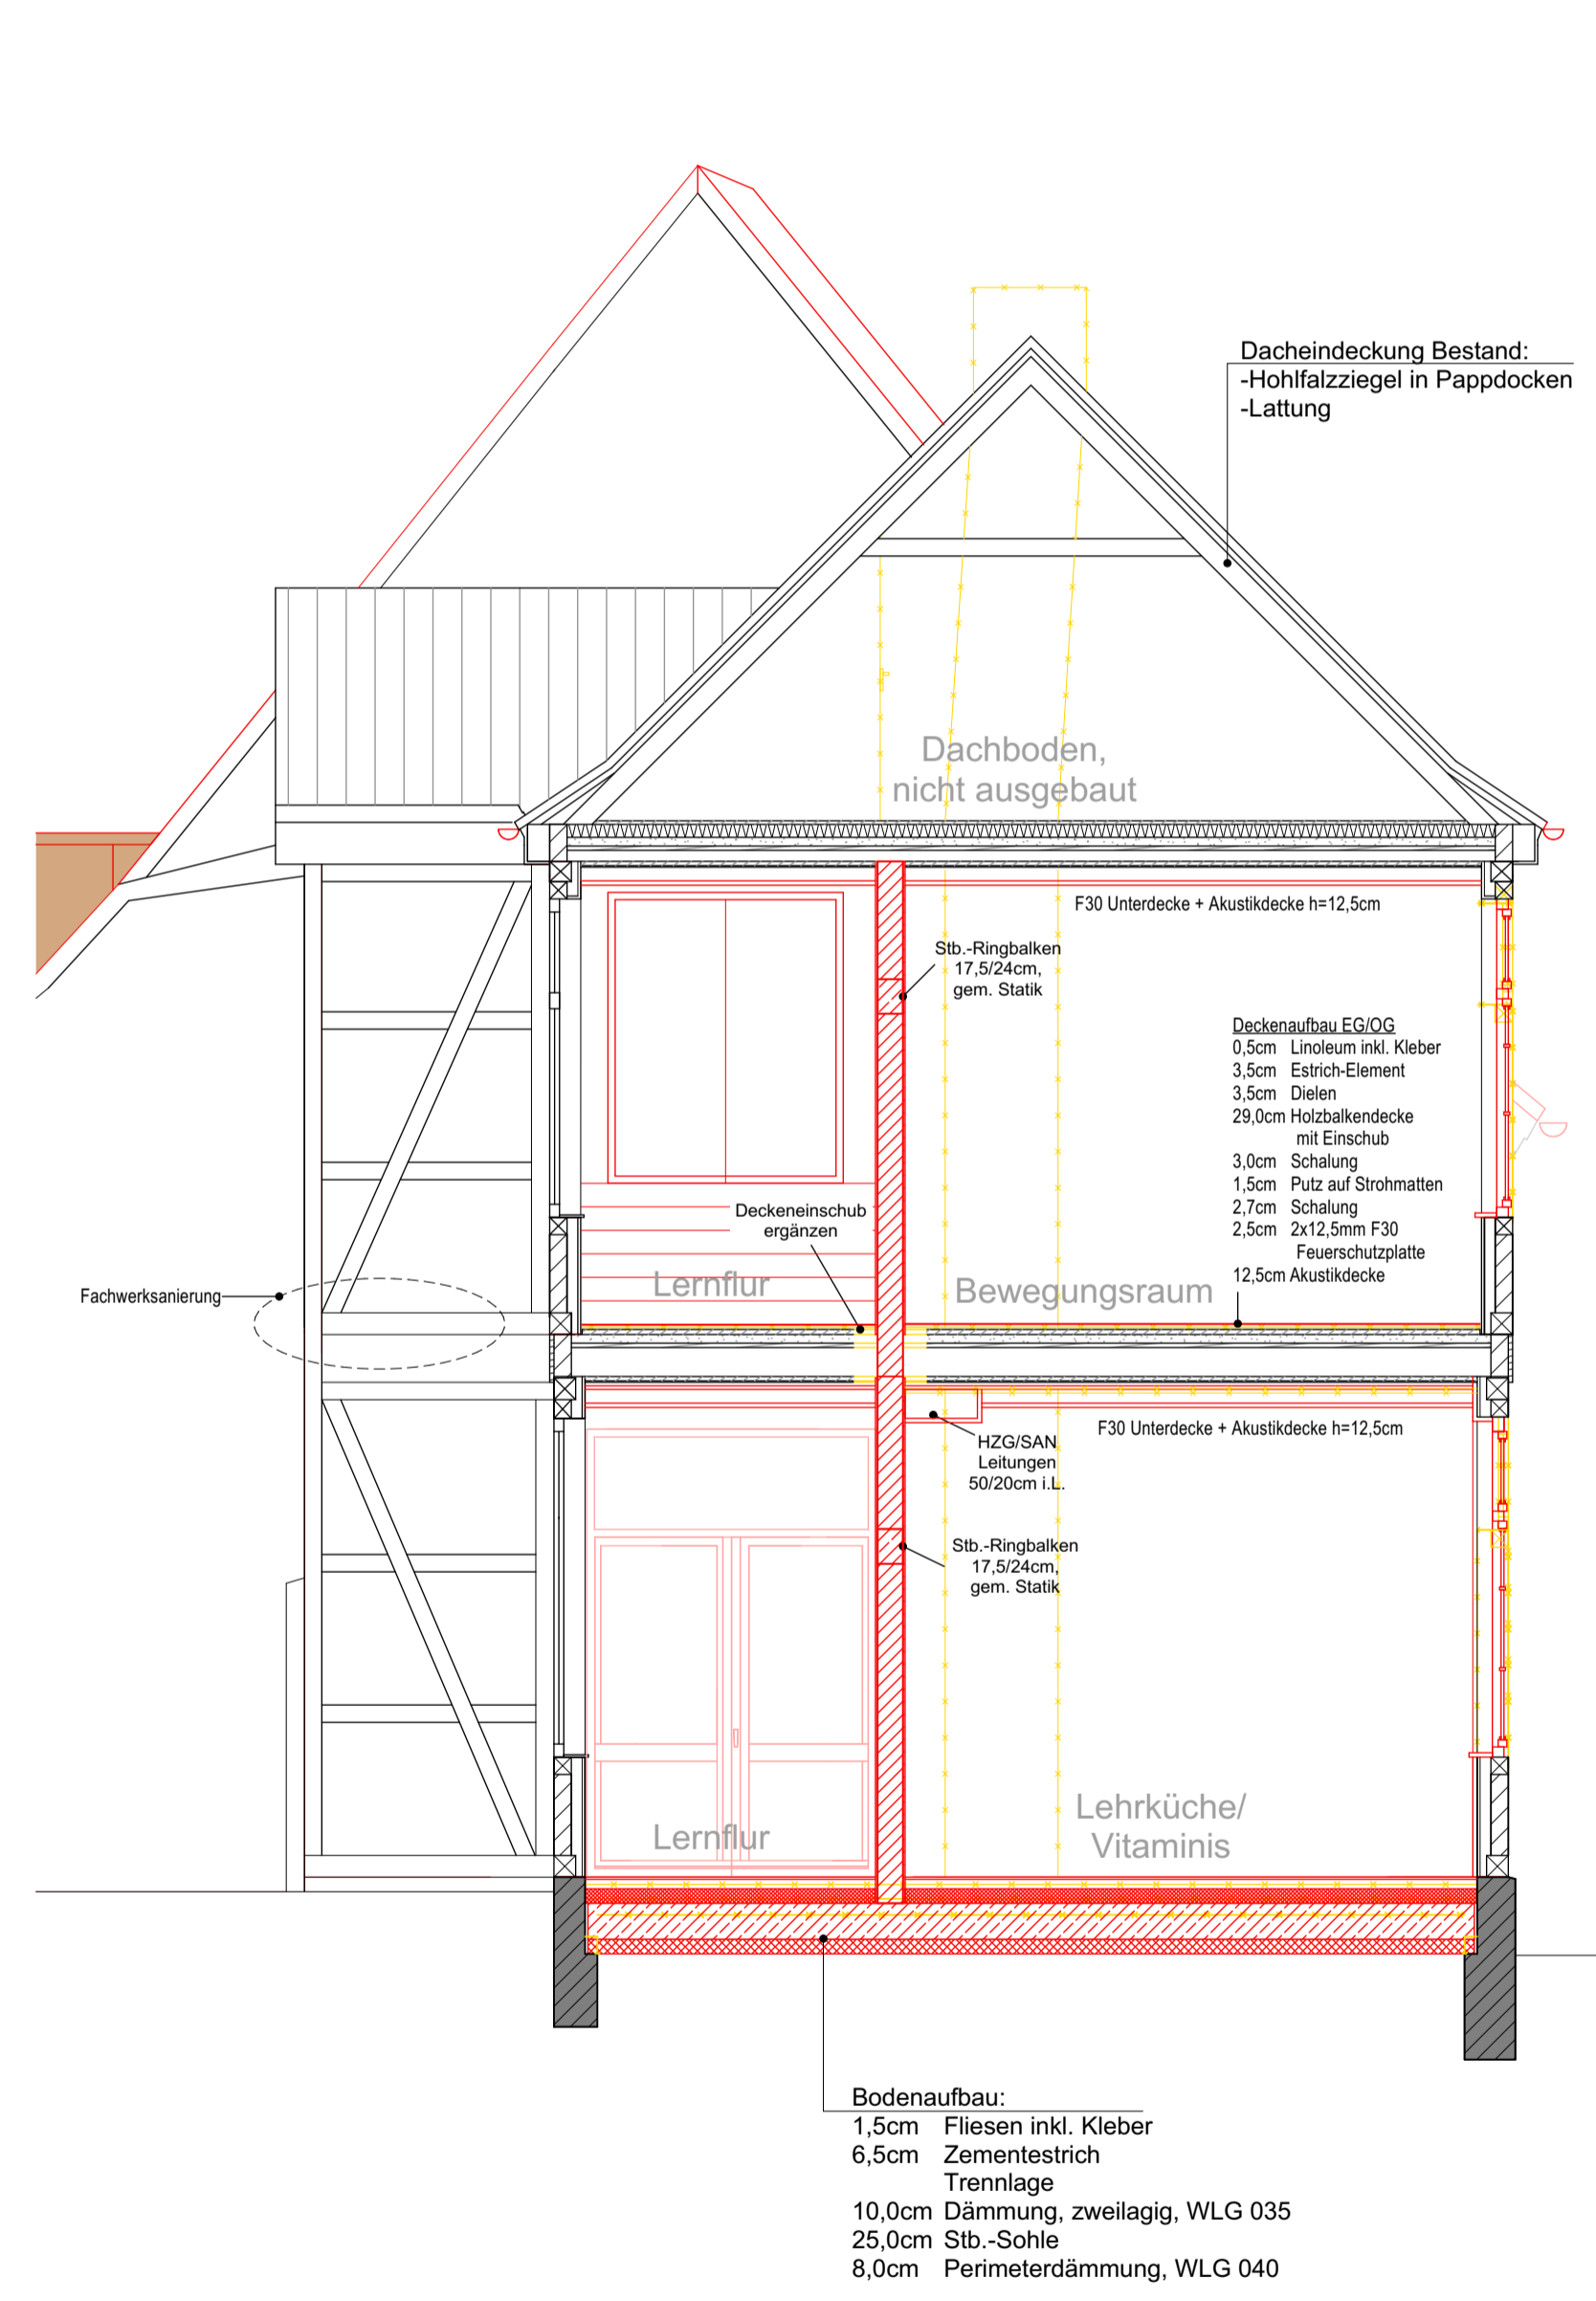 Dacheindeckung Bestand:
-Hohlfalzziegel in Pappdocken
-Lattung
Dachboden,
nicht ausgebaut
F30 Unterdecke + Akustikdecke h=12,5cm
Stb.-Ringbalken
17,5/24cm,
gem. Statik
Deckenaufbau EG/OG
0,5cm Linoleum inkl. Kleber
3,5cm Estrich-Element
3,5cm Dielen
29,0cm Holzbalkendecke
mit Einschub
3,0cm Schalung
1,5cm Putz auf Strohmatten
2,7cm Schalung
2,5cm 2x12,5mm F30
Feuerschutzplatte
12,5cm Akustikdecke
Deckeneinschub
ergänzen
Lernflur
Bewegungsraum
Fachwerksanierung
F30 Unterdecke + Akustikdecke h=12,5cm
HZG/SAN
Leitungen
50/20cm i.L.
Stb.-Ringbalken
17,5/24cm,
gem. Statik
Lernflur
Lehrküche/
Vitaminis
Bodenaufbau:
1,5cm Fliesen inkl. Kleber
6,5cm Zementestrich
Trennlage
10,0cm Dämmung, zweilagig, WLG 035
25,0cm Stb.-Sohle
8,0cm Perimeterdämmung, WLG 040